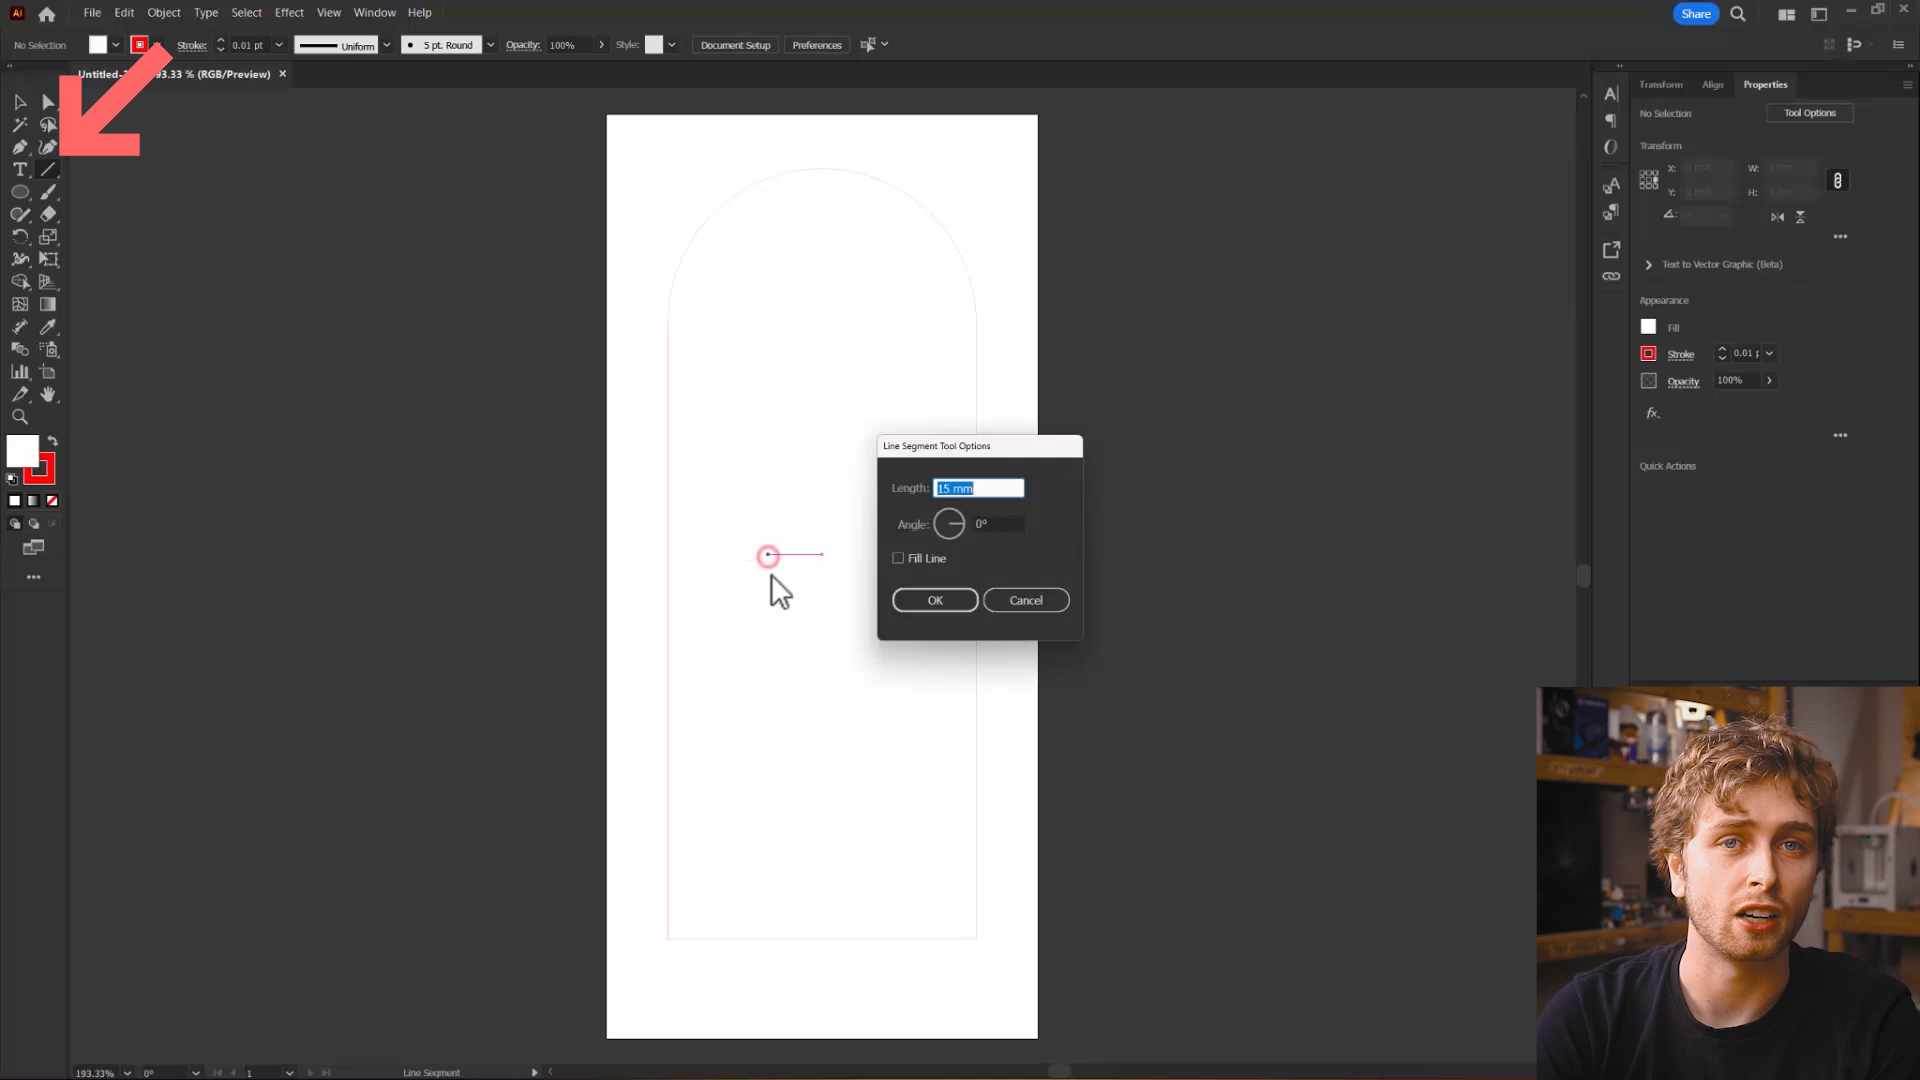 Ai File Edit Object Type Select Effect View Window Help Share
No Selection Stroke: 0.01 pt Uniform 5 pt. Round Opacity: 100% Style: Document Setup Preferences
Untitled- 93.33 % (RGB/Preview) ×
Transform Align Properties
No Selection Tool Options
Transform
X: W:
Y: H:
Text to Vector Graphic (Beta)
Appearance
Fill
Stroke 0.01
Opacity 100%
fx.
Quick Actions
Line Segment Tool Options
Length: 15 mm
Angle: 0°
Fill Line
OK Cancel
193.33% 0° 1 Line Segment